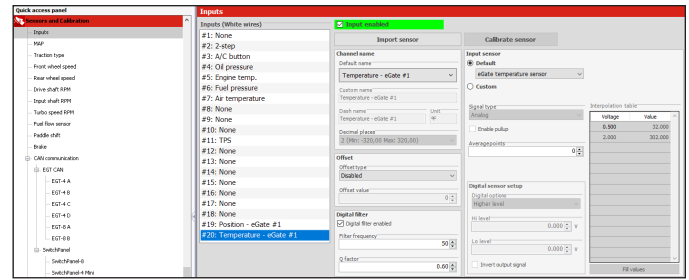 Quick access panel
Sensors and Calibration
Inputs
MAP
Traction type
Front wheel speed
Rear wheel speed
Drive shaft RPM
Input shaft RPM
Turbo speed RPM
Fuel flow sensor
Paddle shift
Brake
CAN communication
EGT CAN
EGT-4 A
EGT-4 B
EGT-4 C
EGT-4 D
EGT-8 A
EGT-8 B
SwitchPanel
SwitchPanel-8
SwitchPanel-4 Mini
Inputs
Inputs (White wires)
#1: None
#2: 2-step
#3: A/C button
#4: Oil pressure
#5: Engine temp.
#6: Fuel pressure
#7: Air temperature
#8: None
#9: None
#10: None
#11: TPS
#12: None
#13: None
#14: None
#15: None
#16: None
#17: None
#18: None
#19: Position - eGate #1
#20: Temperature - eGate #1
Input enabled
Import sensor
Channel name
Default name
Temperature - eGate #1
Custom name
Temperature - eGate #1
Dash name
Unit
Temperature - eGate #1
°F
Decimal places
2 (Min: -320,00 Max: 320,00)
Offset
Offset type
Disabled
Offset value
0
Digital filter
Digital filter enabled
Filter frequency
50
Q factor
0.60
Calibrate sensor
Input sensor
Default
eGate temperature sensor
Custom
Signal type
Analog
Enable pullup
Averagepoints
0
Digital sensor setup
Digital options
Higher level
Hi level
0.000 v
Lo level
0.000 v
Invert output signal
Interpolation table
Voltage Value
0.500 32.000
2.000 302.000
Fill values